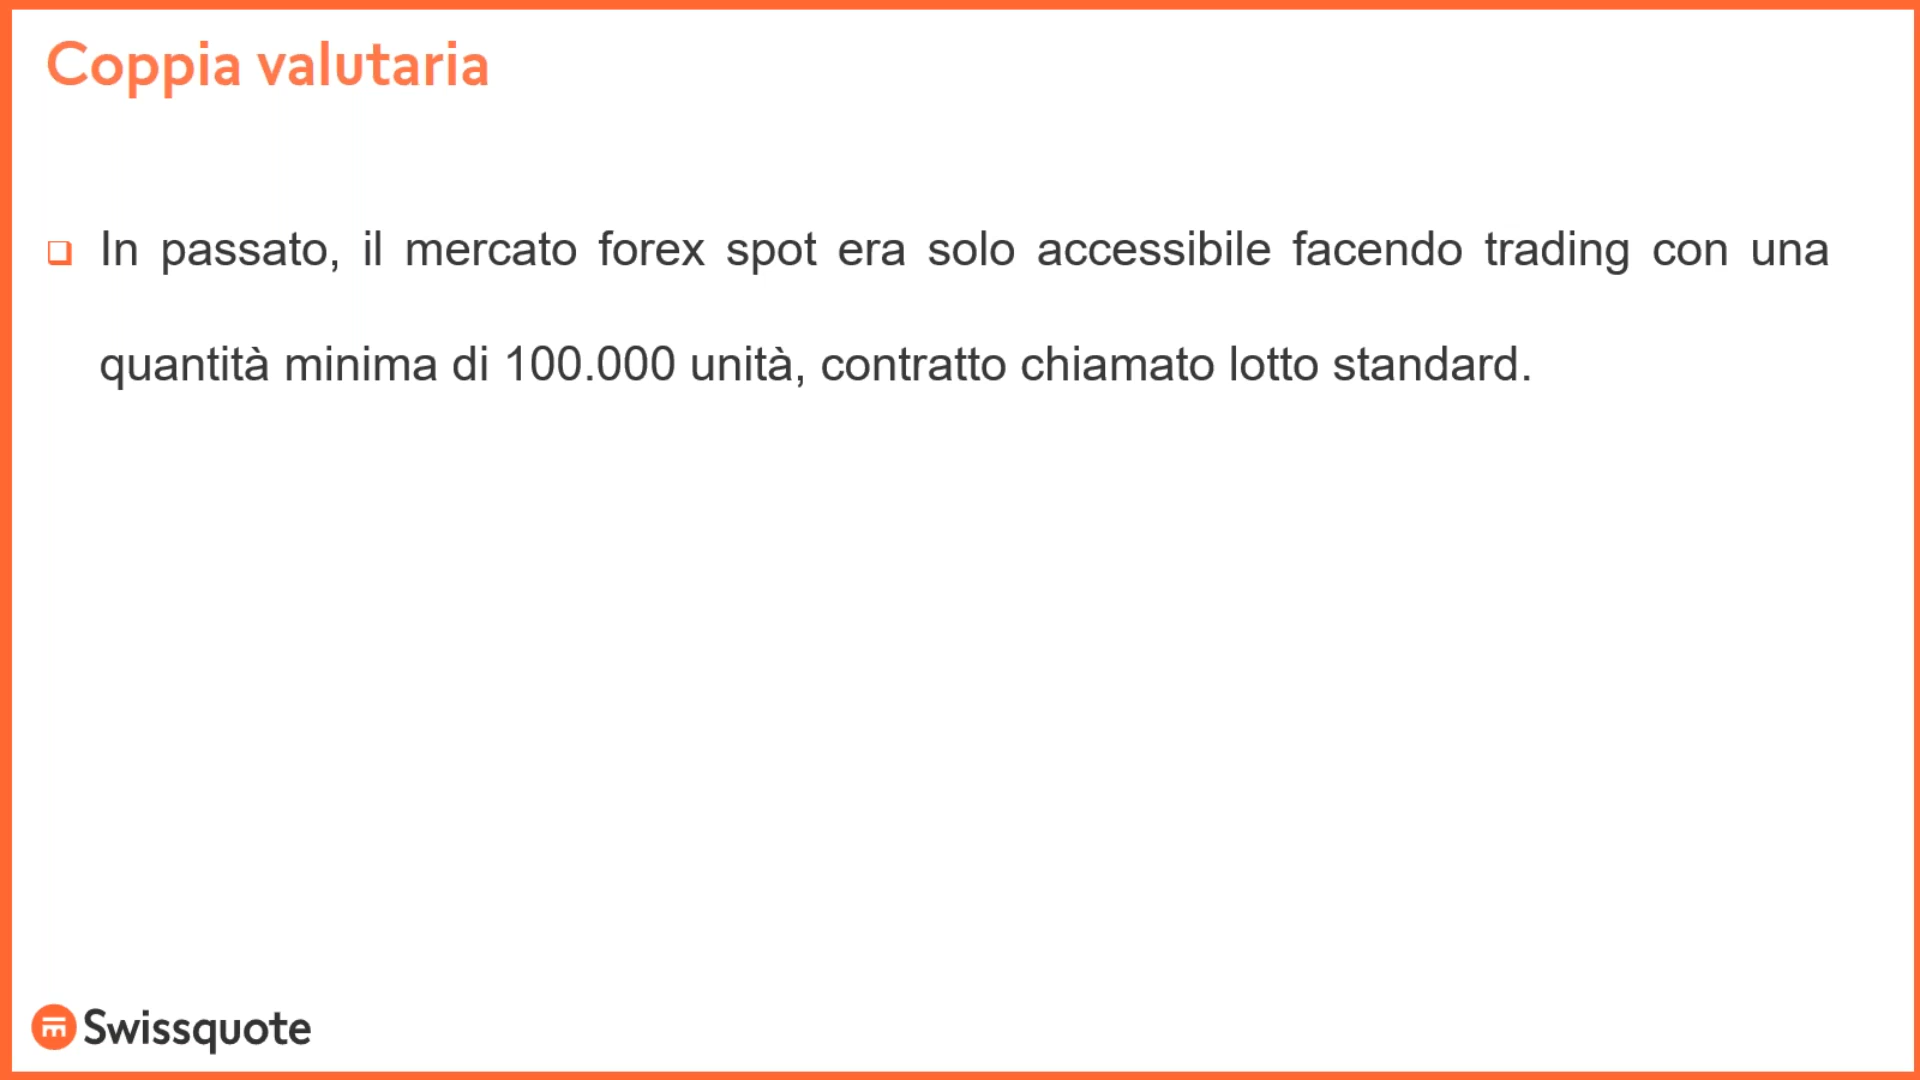 Coppia valutaria
In passato, il mercato forex spot era solo accessibile facendo trading con una
quantità minima di 100.000 unità, contratto chiamato lotto standard.
Swissquote